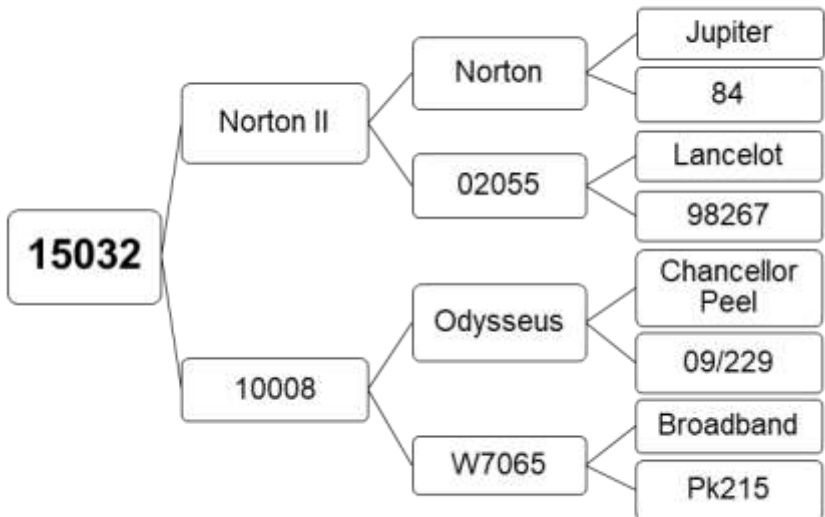 Jupiter
Norton
84
Norton II
Lancelot
02055
98267
15032
Chancellor
Peel
Odysseus
09/229
10008
Broadband
W7065
Pk215